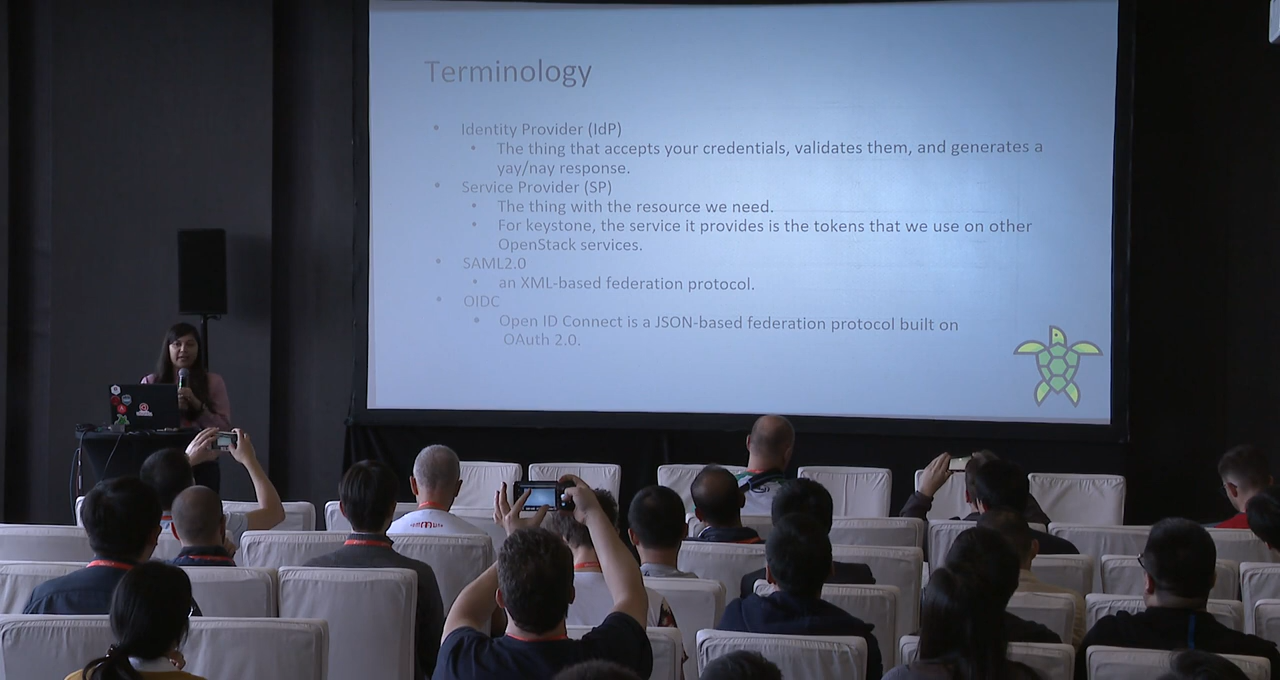 Terminology
• Identity Provider (IdP)
• The thing that accepts your credentials, validates them, and generates a
yay/nay response.
• Service Provider (SP)
• The thing with the resource we need.
• For keystone, the service it provides is the tokens that we use on other
OpenStack services.
• SAML2.0
• an XML-based federation protocol.
• OIDC
• Open ID Connect is a JSON-based federation protocol built on
OAuth 2.0.